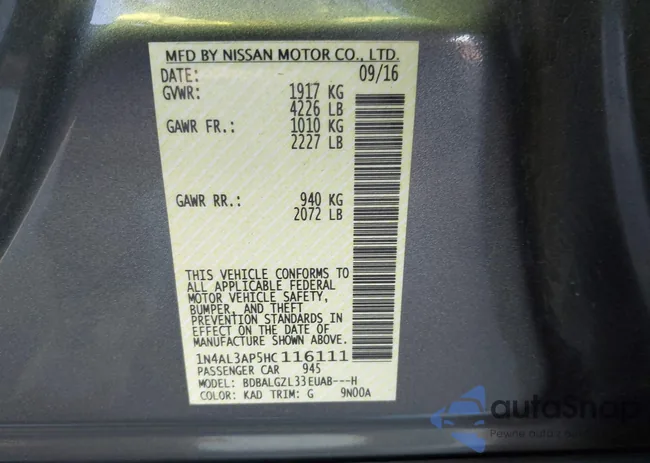 MFD BY NISSAN MOTOR CO., LTD.
DATE: 09/16
GVWR: 1917 KG
4226 LB
GAWR FR.: 1010 KG
2227 LB
GAWR RR.: 940 KG
2072 LB
THIS VEHICLE CONFORMS TO
ALL APPLICABLE FEDERAL
MOTOR VEHICLE SAFETY,
BUMPER, AND THEFT
PREVENTION STANDARDS IN
EFFECT ON THE DATE OF
MANUFACTURE SHOWN ABOVE.
1N4AL3AP5HC116111
PASSENGER CAR 945
MODEL: BDBALGZL33EUAB---H
COLOR: KAD TRIM: G 9N00A
autoSnap
Pewne auto z